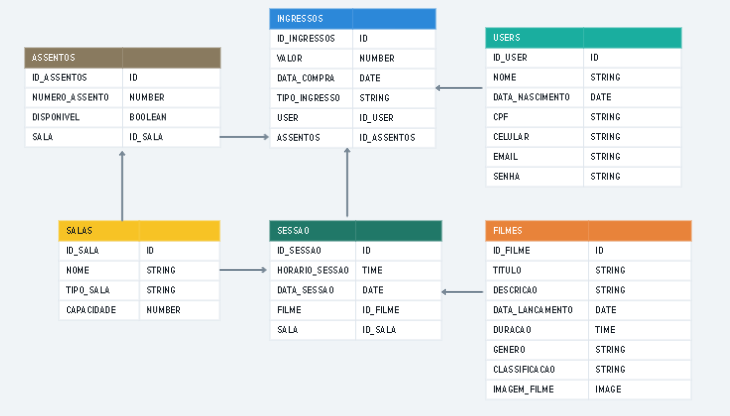 INGRESSOS
ID_INGRESSOS ID
VALOR NUMBER
DATA_COMPRA DATE
TIPO_INGRESSO STRING
USER ID_USER
ASSENTOS ID_ASSENTOS
USERS
ID_USER ID
NOME STRING
DATA_NASCIMENTO DATE
CPF STRING
CELULAR STRING
EMAIL STRING
SENHA STRING
ASSENTOS
ID_ASSENTOS ID
NUMERO_ASSENTO NUMBER
DISPONIVEL BOOLEAN
SALA ID_SALA
SALAS
ID_SALA ID
NOME STRING
TIPO_SALA STRING
CAPACIDADE NUMBER
SESSAO
ID_SESSAO ID
HORARIO_SESSAO TIME
DATA_SESSAO DATE
FILME ID_FILME
SALA ID_SALA
FILMES
ID_FILME ID
TITULO STRING
DESCRICAO STRING
DATA_LANCAMENTO DATE
DURACAO TIME
GENERO STRING
CLASSIFICACAO STRING
IMAGEM_FILME IMAGE